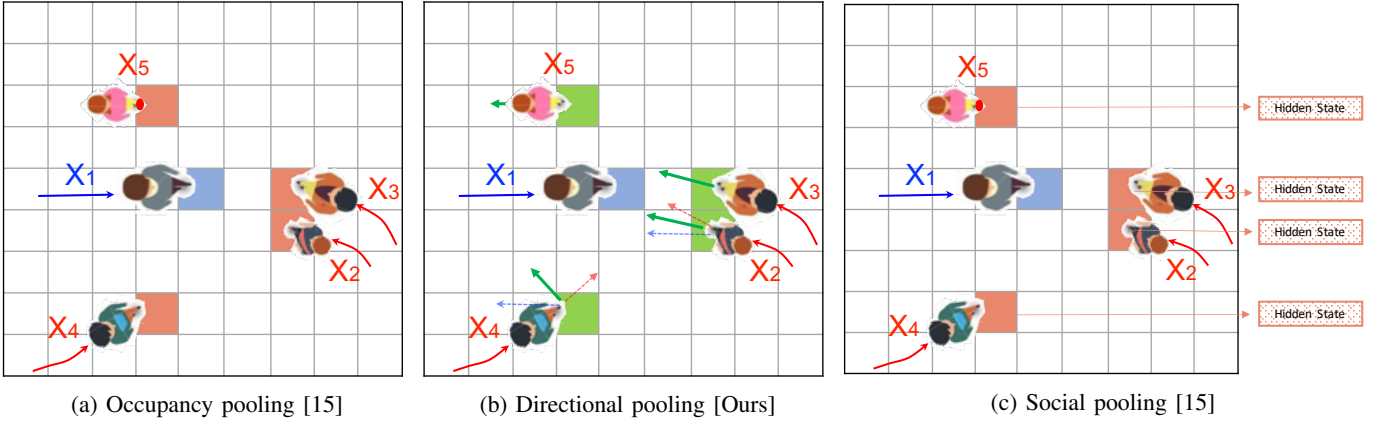 X5
X1
X3
X2
X4
X5
X1
X3
X2
X4
X5
Hidden State
X1
Hidden State
X3
Hidden State
X2
X4
Hidden State
(a) Occupancy pooling [15]
(b) Directional pooling [Ours]
(c) Social pooling [15]